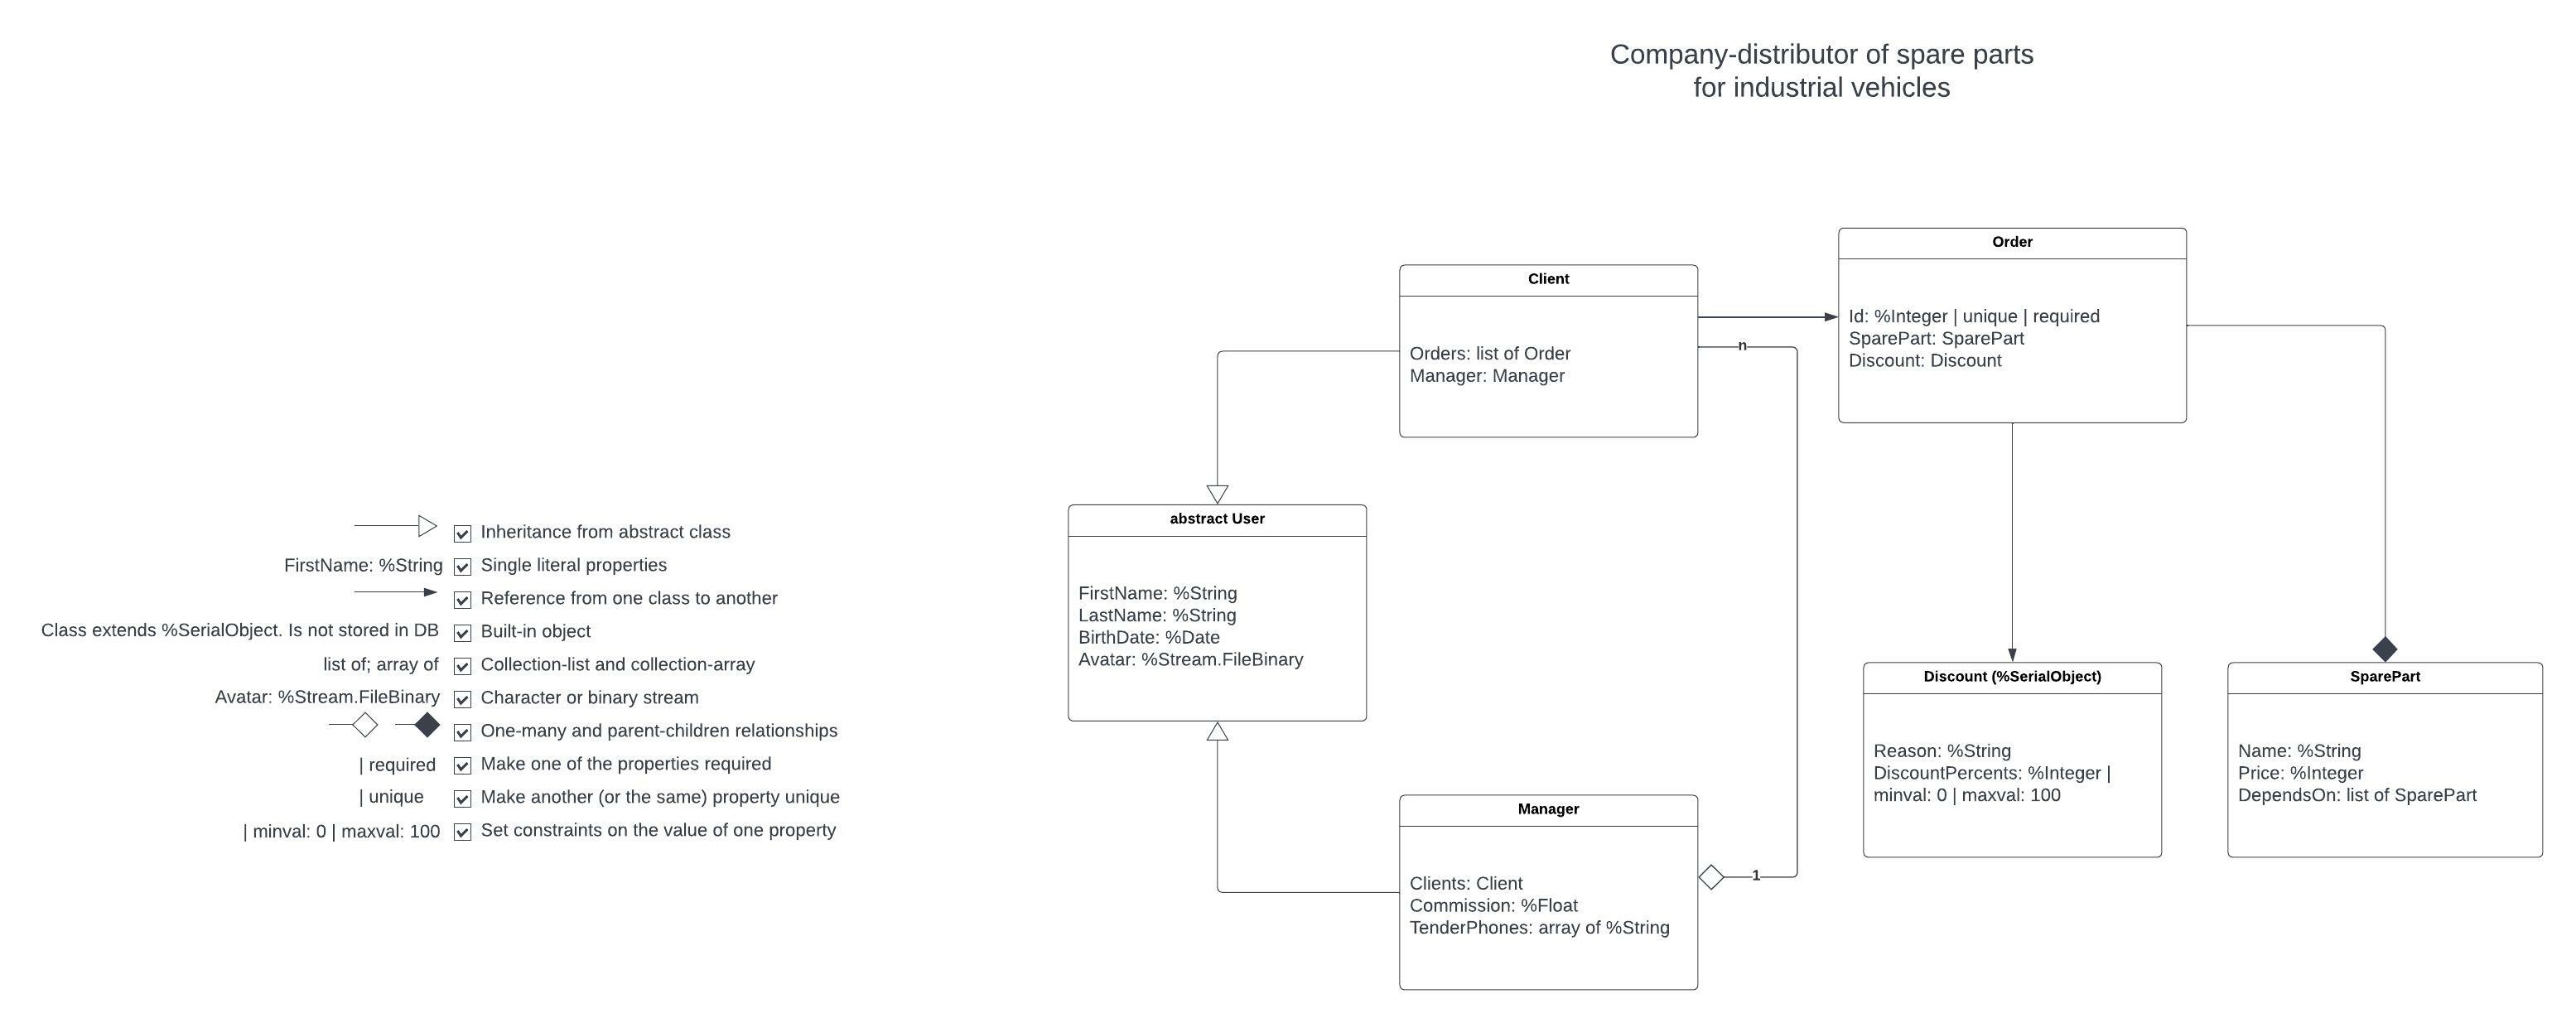 Company-distributor of spare parts
for industrial vehicles
Inheritance from abstract class
FirstName: %String
Single literal properties
Reference from one class to another
Class extends %SerialObject. Is not stored in DB
Built-in object
list of; array of
Collection-list and collection-array
Avatar: %Stream.FileBinary
Character or binary stream
One-many and parent-children relationships
| required
Make one of the properties required
| unique
Make another (or the same) property unique
| minval: 0 | maxval: 100
Set constraints on the value of one property
abstract User
FirstName: %String
LastName: %String
BirthDate: %Date
Avatar: %Stream.FileBinary
Client
Orders: list of Order
Manager: Manager
n
Manager
Clients: Client
Commission: %Float
TenderPhones: array of %String
1
Order
Id: %Integer | unique | required
SparePart: SparePart
Discount: Discount
Discount (%SerialObject)
Reason: %String
DiscountPercents: %Integer |
minval: 0 | maxval: 100
SparePart
Name: %String
Price: %Integer
DependsOn: list of SparePart